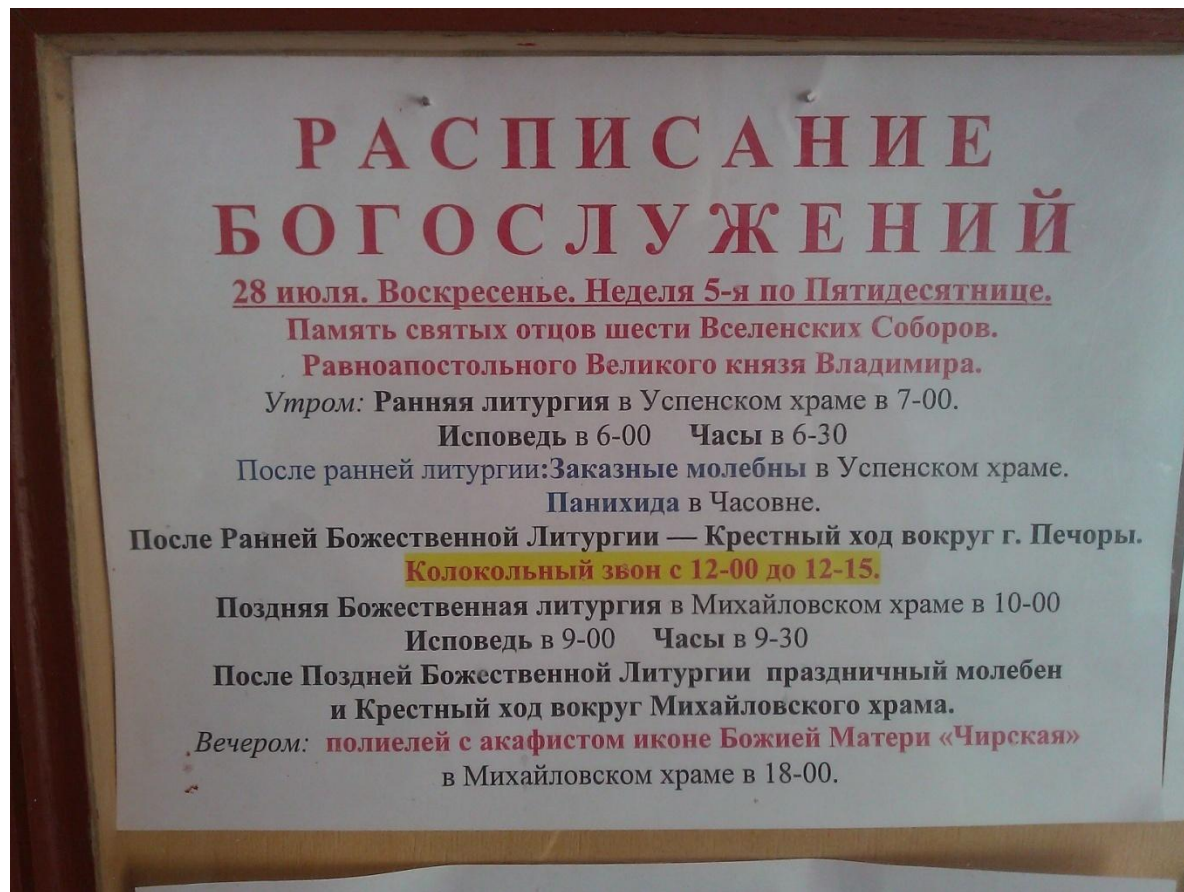 РАСПИСАНИЕ
БОГОСЛУЖЕНИЙ
28 июля. Воскресенье. Неделя 5-я по Пятидесятнице.
Память святых отцов шести Вселенских Соборов.
Равноапостольного Великого князя Владимира.
Утром: Ранняя литургия в Успенском храме в 7-00.
Исповедь в 6-00 Часы в 6-30
После ранней литургии:Заказные молебны в Успенском храме.
Панихида в Часовне.
После Ранней Божественной Литургии — Крестный ход вокруг г. Печоры.
Колокольный звон с 12-00 до 12-15.
Поздняя Божественная литургия в Михайловском храме в 10-00
Исповедь в 9-00 Часы в 9-30
После Поздней Божественной Литургии праздничный молебен
и Крестный ход вокруг Михайловского храма.
Вечером: полиелей с акафистом иконе Божией Матери «Чирская»
в Михайловском храме в 18-00.